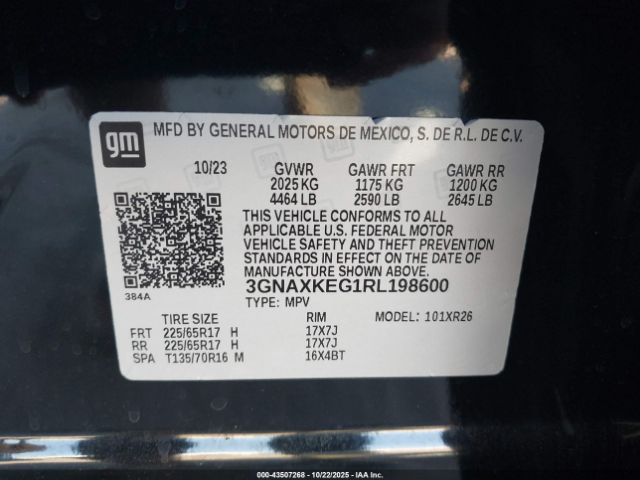 gm
MFD BY GENERAL MOTORS DE MEXICO, S. DE R.L. DE C.V.
10/23 GVWR GAWR FRT GAWR RR
2025 KG 1175 KG 1200 KG
4464 LB 2590 LB 2645 LB
THIS VEHICLE CONFORMS TO ALL
APPLICABLE U.S. FEDERAL MOTOR
VEHICLE SAFETY AND THEFT PREVENTION
STANDARDS IN EFFECT ON THE DATE OF
MANUFACTURE SHOWN ABOVE.
384A 3GNAXKEG1RL198600
TYPE: MPV MODEL: 101XR26
TIRE SIZE RIM
FRT 225/65R17 H 17X7J
RR 225/65R17 H 17X7J
SPA T135/70R16 M 16X4BT
000-43507268 | 10/22/2025 | IAA, Inc.